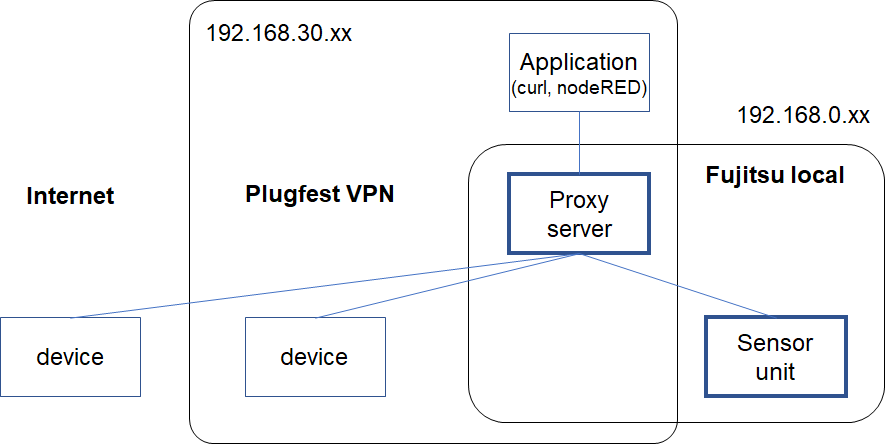 192.168.30.xx
Application
(curl, nodeRED)
192.168.0.xx
Internet
Plugfest VPN
Fujitsu local
Proxy
server
device
device
Sensor
unit